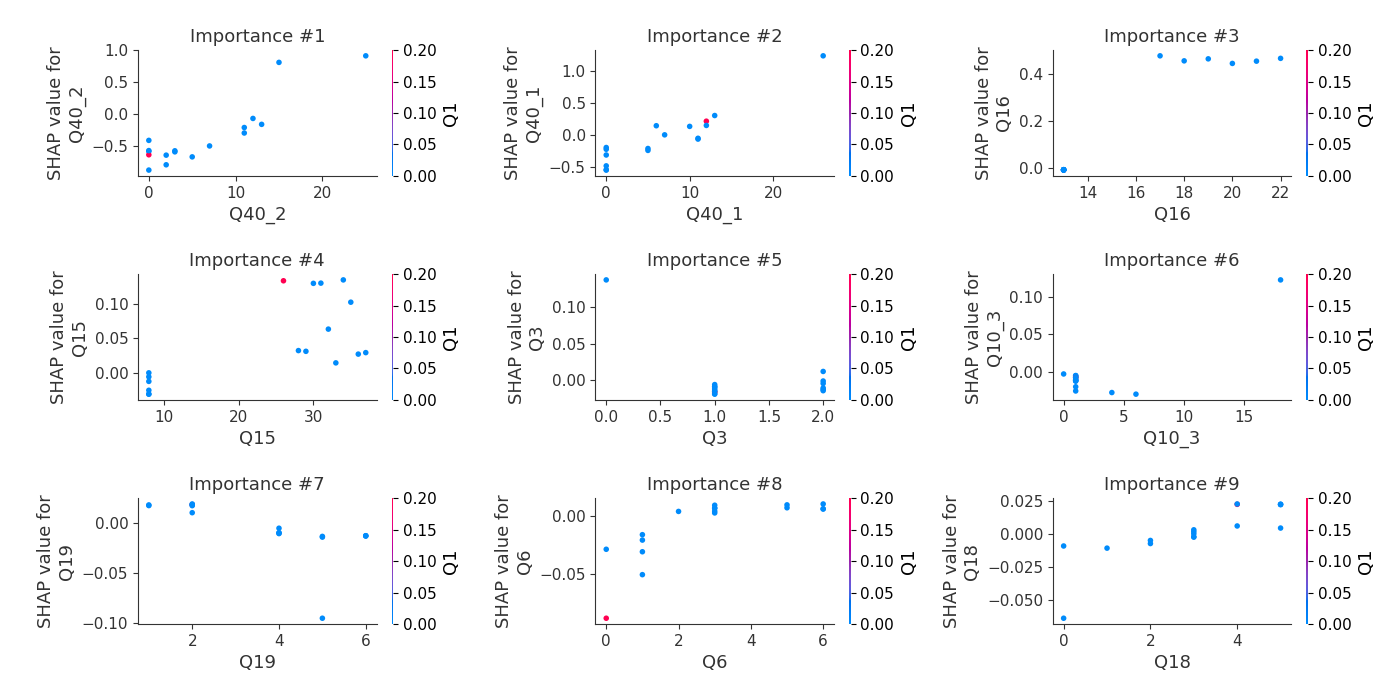 Importance #1
SHAP value for
Q40_2
1.0
0.5
0.0
−0.5
0
10
20
Q40_2
0.20
0.15
0.10
0.05
0.00
Q1
Importance #2
SHAP value for
Q40_1
1.0
0.5
0.0
−0.5
0
10
20
Q40_1
0.20
0.15
0.10
0.05
0.00
Q1
Importance #3
SHAP value for
Q16
0.4
0.2
0.0
14
16
18
20
22
Q16
0.20
0.15
0.10
0.05
0.00
Q1
Importance #4
SHAP value for
Q15
0.10
0.05
0.00
10
20
30
Q15
0.20
0.15
0.10
0.05
0.00
Q1
Importance #5
SHAP value for
Q3
0.10
0.05
0.00
0.0
0.5
1.0
1.5
2.0
Q3
0.20
0.15
0.10
0.05
0.00
Q1
Importance #6
SHAP value for
Q10_3
0.10
0.05
0.00
0
5
10
15
Q10_3
0.20
0.15
0.10
0.05
0.00
Q1
Importance #7
SHAP value for
Q19
0.00
−0.05
−0.10
2
4
6
Q19
0.20
0.15
0.10
0.05
0.00
Q1
Importance #8
SHAP value for
Q6
0.00
−0.05
0
2
4
6
Q6
0.20
0.15
0.10
0.05
0.00
Q1
Importance #9
SHAP value for
Q18
0.025
0.000
−0.025
−0.050
0
2
4
Q18
0.20
0.15
0.10
0.05
0.00
Q1